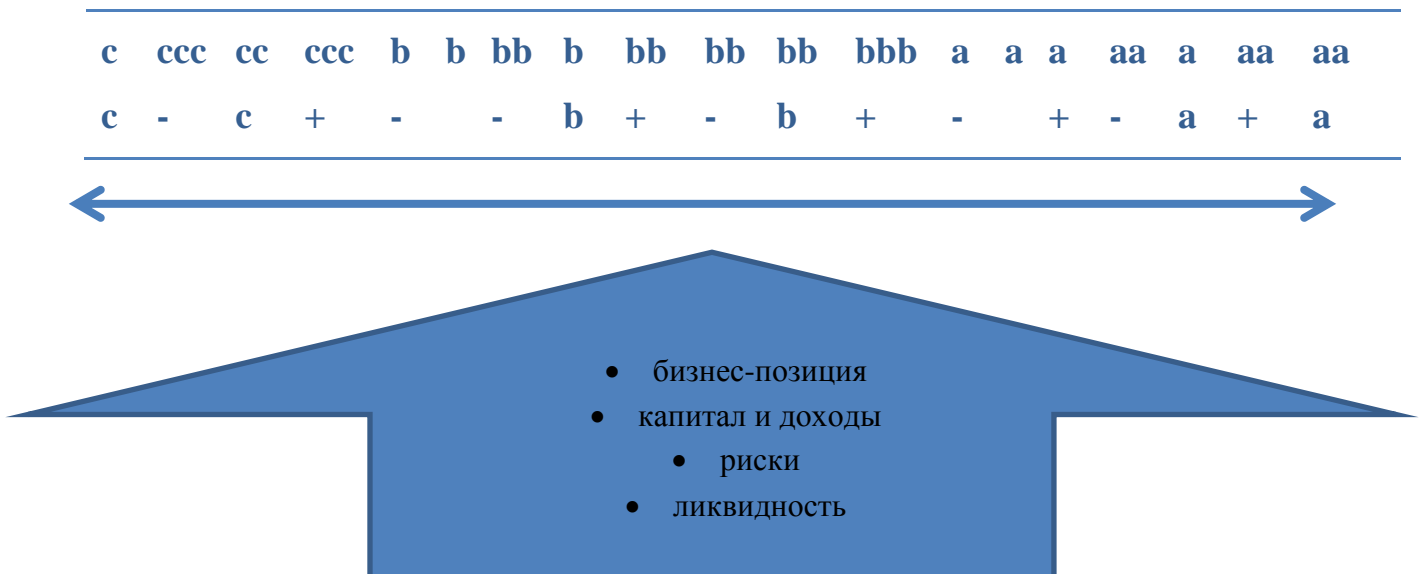 c ccc cc ccc b b bb b bb bb bb bbb a a a aa a aa aa
c - c + - - b + - b + - + - a + a
• бизнес-позиция
• капитал и доходы
• риски
• ликвидность